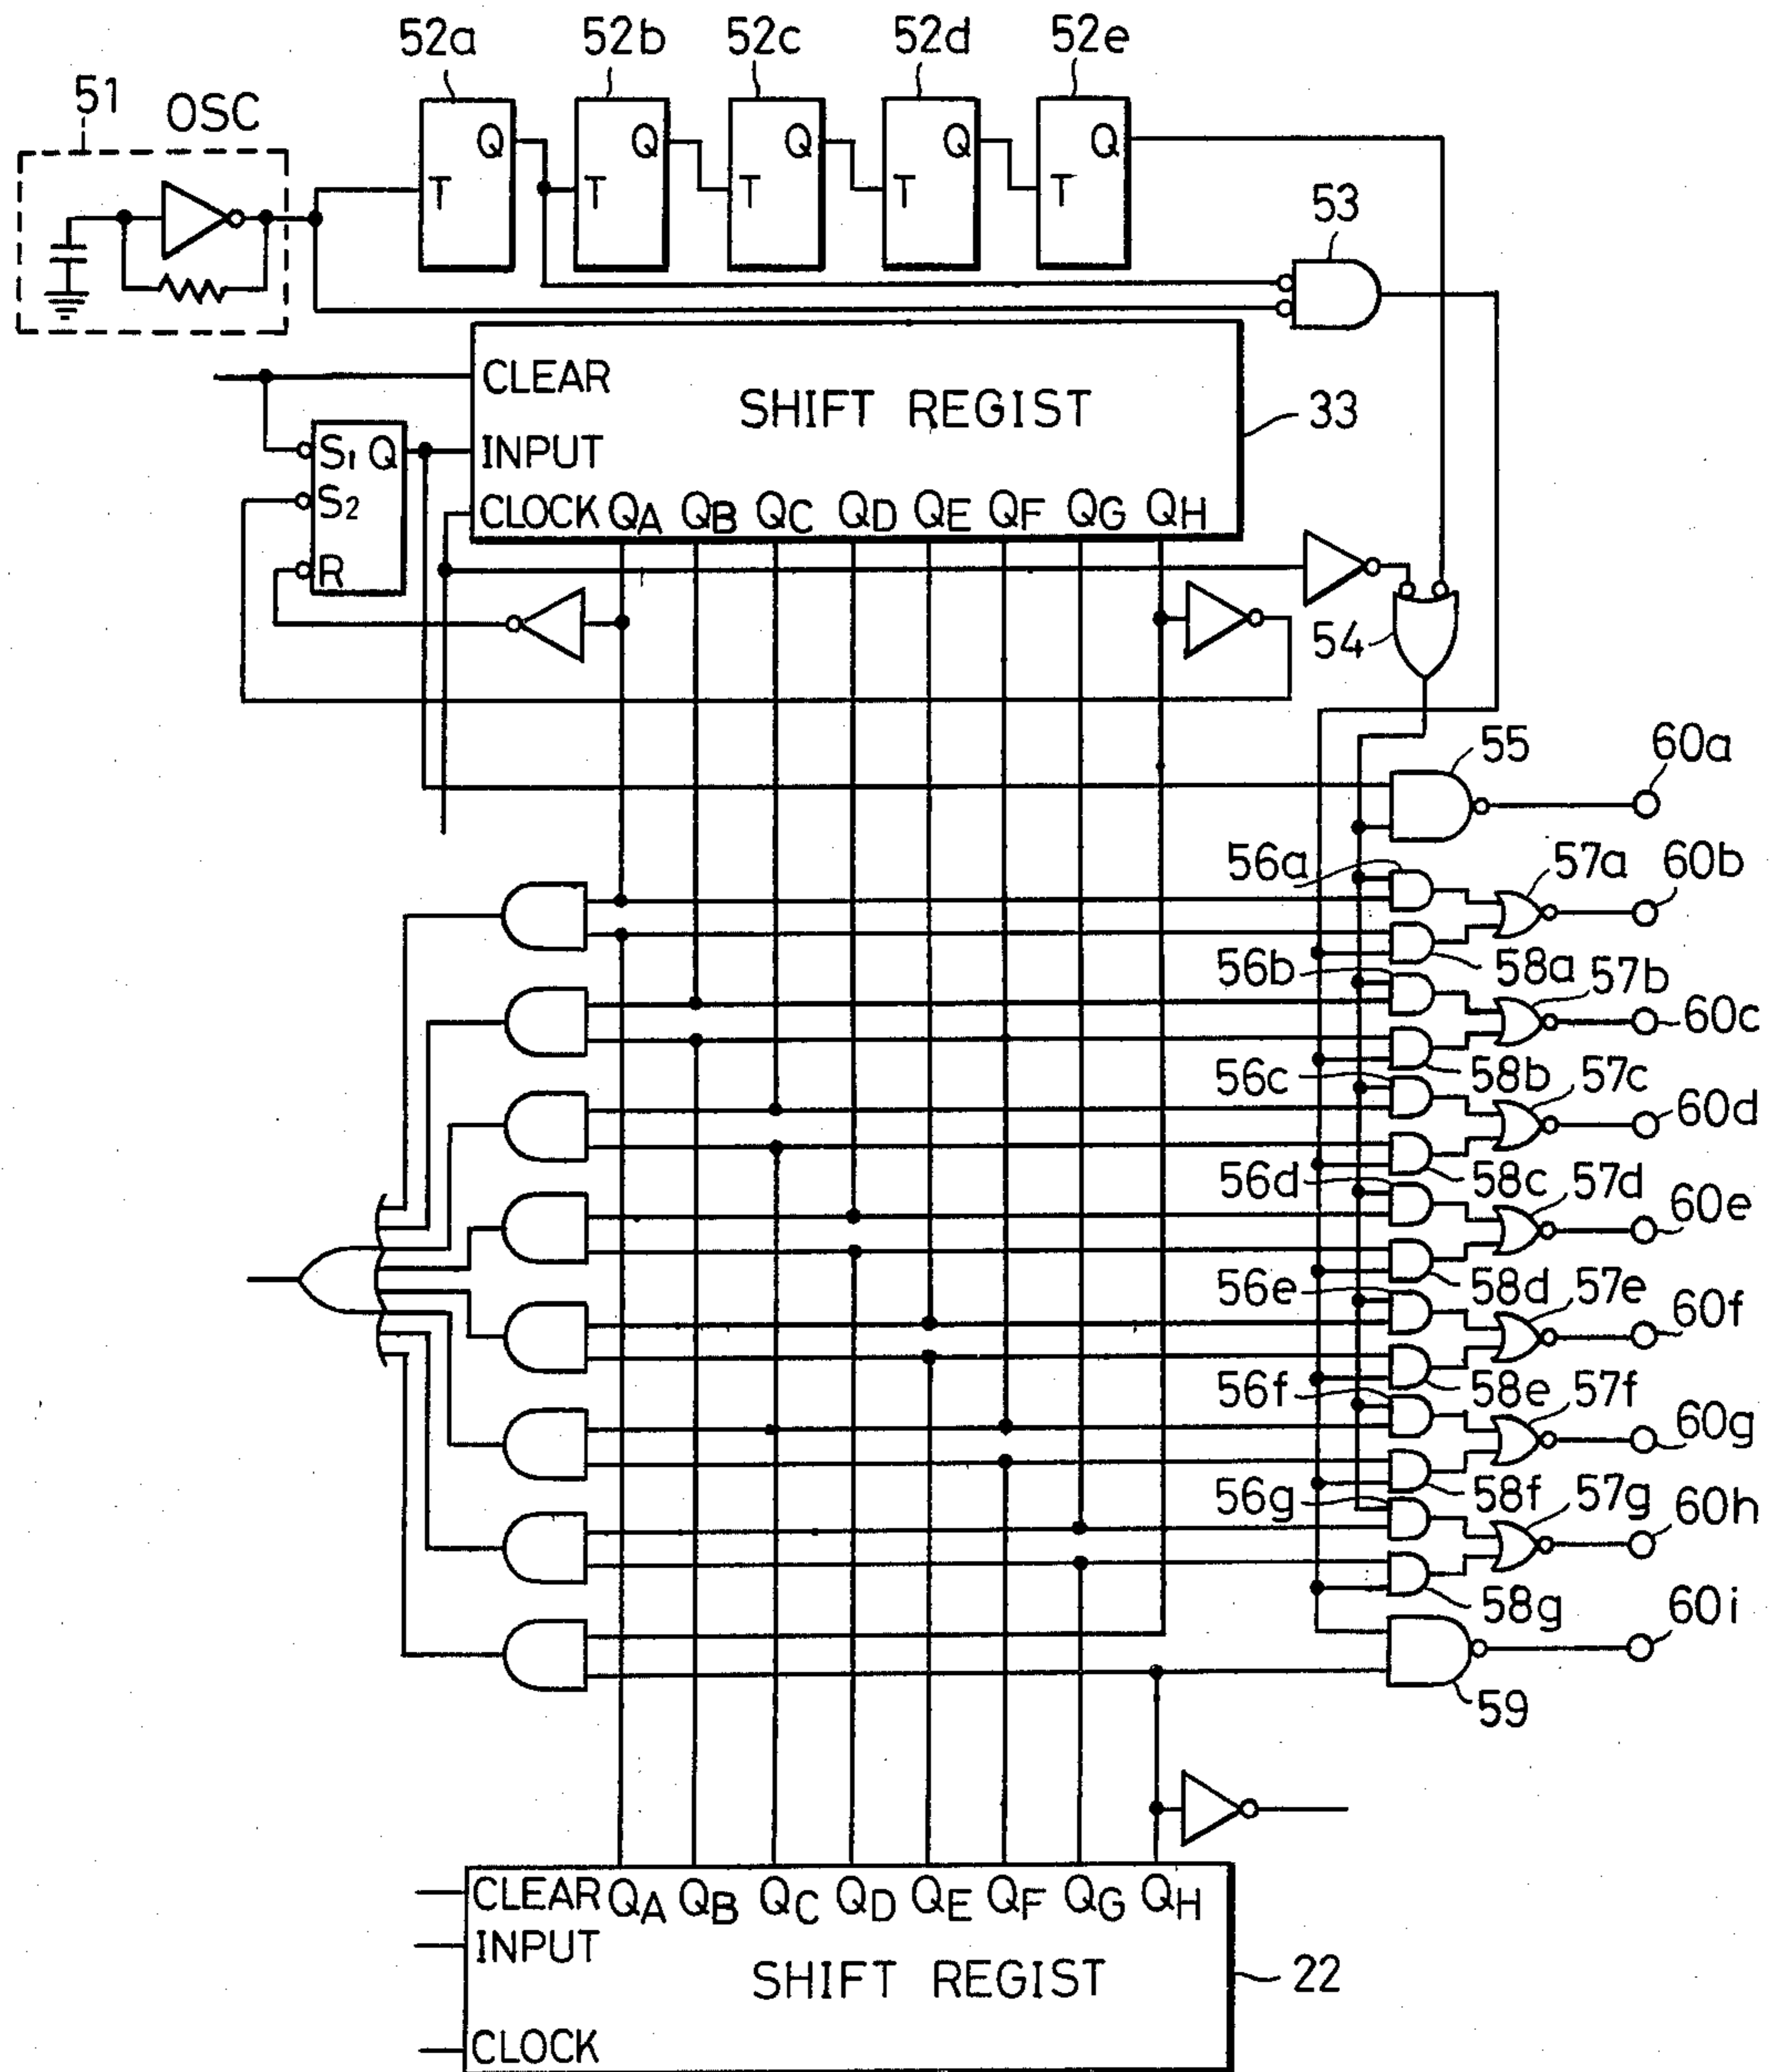 52a 52b 52c 52d 52e
51 OSC
Q Q Q Q Q
T T T T T
53
CLEAR
SHIFT REGIST 33
S1 Q INPUT
S2
CLOCK QA QB QC QD QE QF QG QH
R
54
55 60a
56a 57a 60b
58a
56b 57b 60c
58b
56c 57c 60d
58c
56d 57d 60e
58d
56e 57e 60f
58e
56f 57f 60g
58f
56g 57g 60h
58g
60i
59
CLEAR QA QB QC QD QE QF QG QH
INPUT
SHIFT REGIST 22
CLOCK